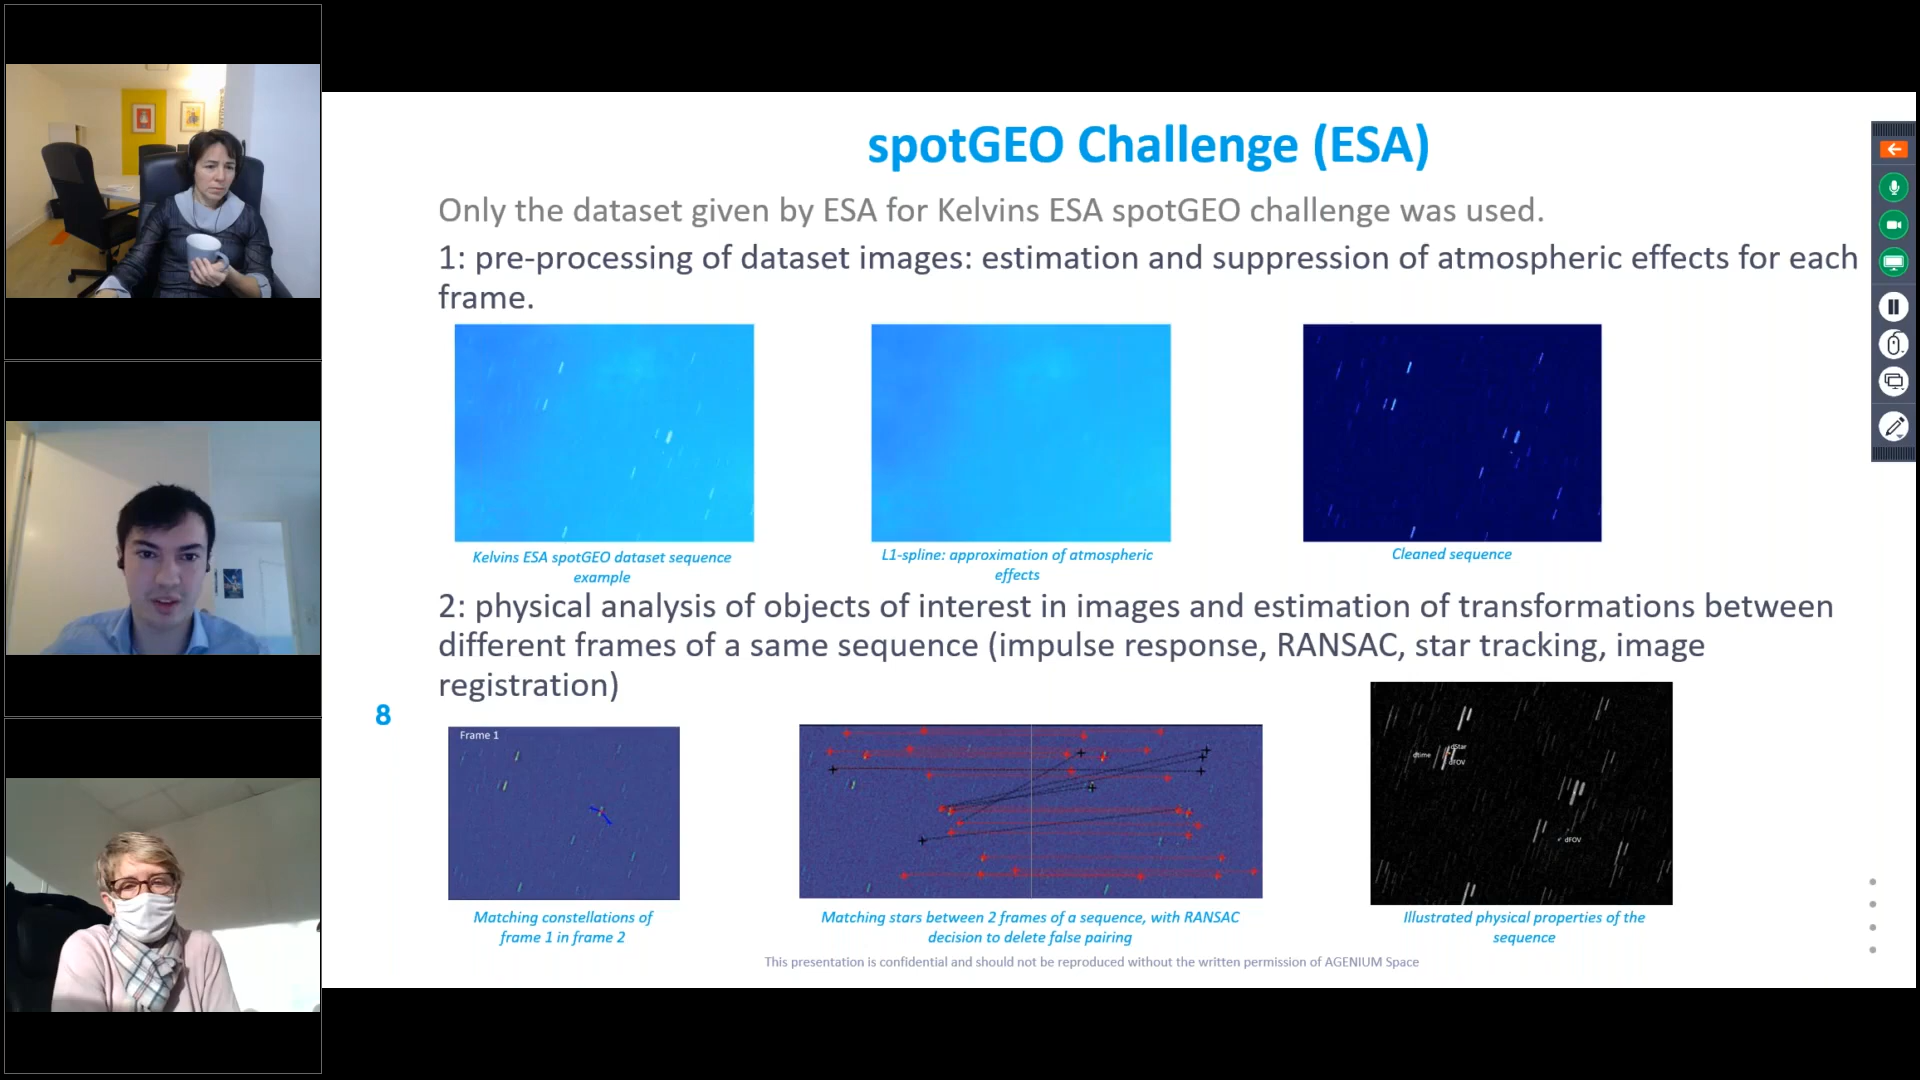 spotGEO Challenge (ESA)
Only the dataset given by ESA for Kelvins ESA spotGEO challenge was used.
1: pre-processing of dataset images: estimation and suppression of atmospheric effects for each
frame.
Kelvins ESA spotGEO dataset sequence
example
L1-spline: approximation of atmospheric
effects
Cleaned sequence
2: physical analysis of objects of interest in images and estimation of transformations between
different frames of a same sequence (impulse response, RANSAC, star tracking, image
registration)
8
Frame 1
dStar
dtime
dFOV
dFOV
Matching constellations of
frame 1 in frame 2
Matching stars between 2 frames of a sequence, with RANSAC
decision to delete false pairing
Illustrated physical properties of the
sequence
This presentation is confidential and should not be reproduced without the written permission of AGENIUM Space